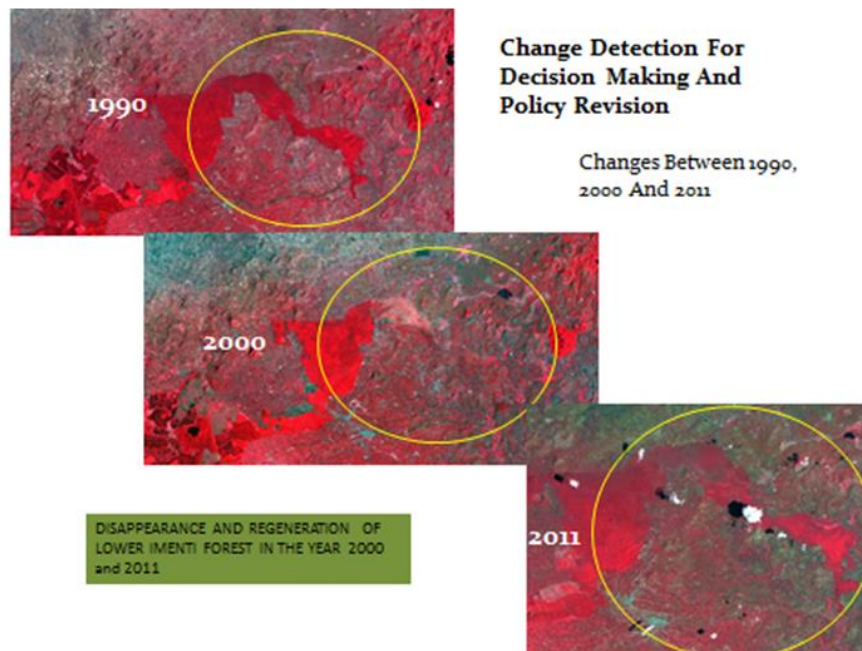 1990
Change Detection For
Decision Making And
Policy Revision
Changes Between 1990,
2000 And 2011
2000
DISAPPEARANCE AND REGENERATION OF
LOWER IMENTI FOREST IN THE YEAR 2000
and 2011
2011